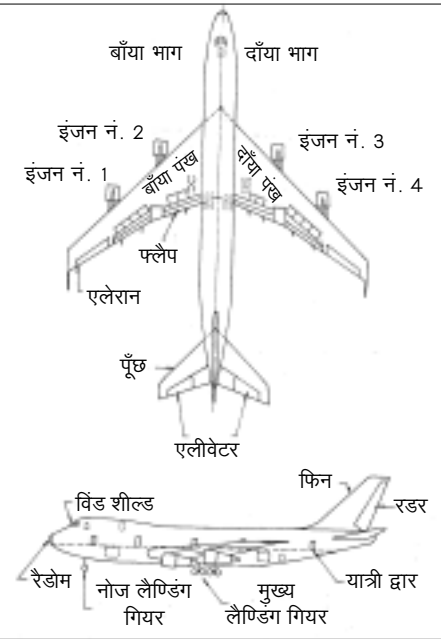 बाँया भाग
दाँया भाग
इंजन नं. 2
इंजन नं. 3
इंजन नं. 1
इंजन नं. 4
बाँया पंख
दाँया पंख
फ्लैप
एलेरान
पूँछ
एलीवेटर
फिन
विंड शील्ड
रडर
रैडोम
नोज लैण्डिंग
गियर
मुख्य
लैण्डिंग गियर
यात्री द्वार